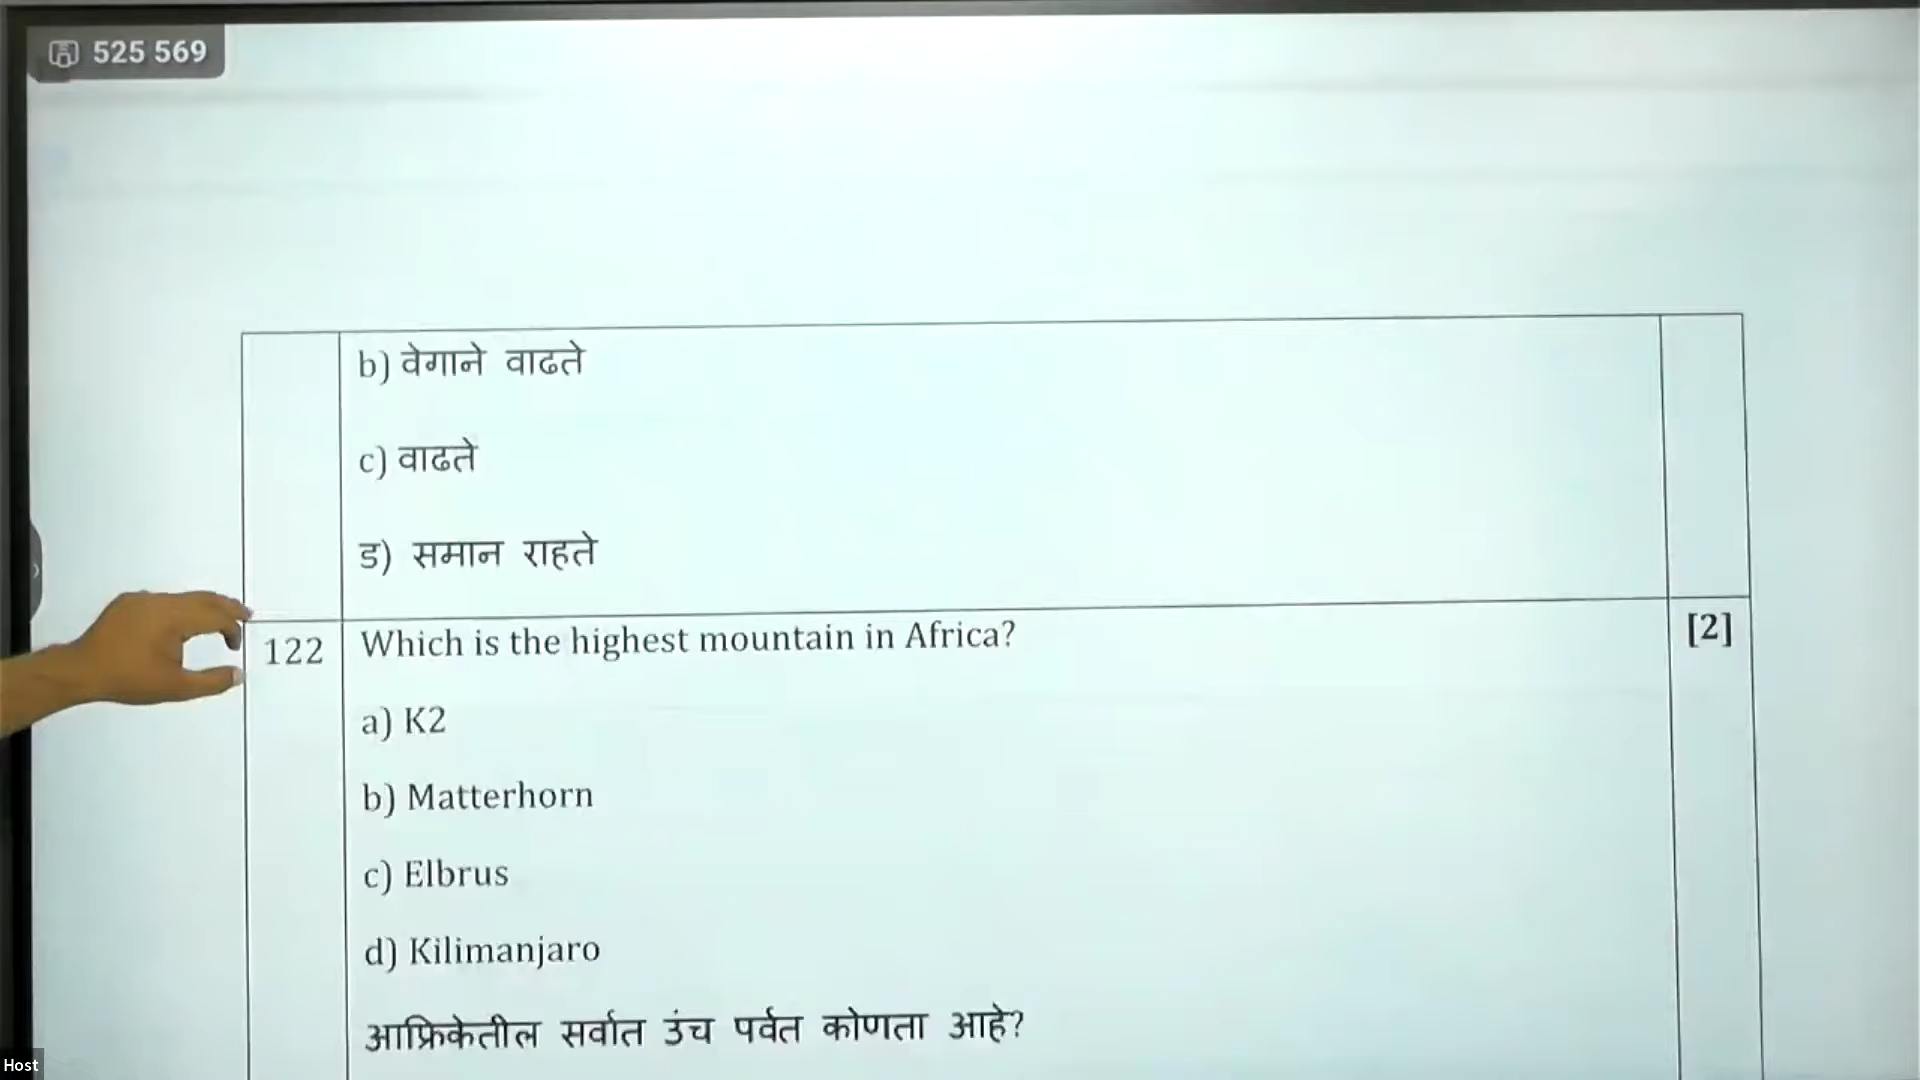 525 569
b) वेगाने वाढते
c) वाढते
ड) समान राहते
122 Which is the highest mountain in Africa? [2]
a) K2
b) Matterhorn
c) Elbrus
d) Kilimanjaro
आफ्रिकेतील सर्वात उंच पर्वत कोणता आहे?
Host